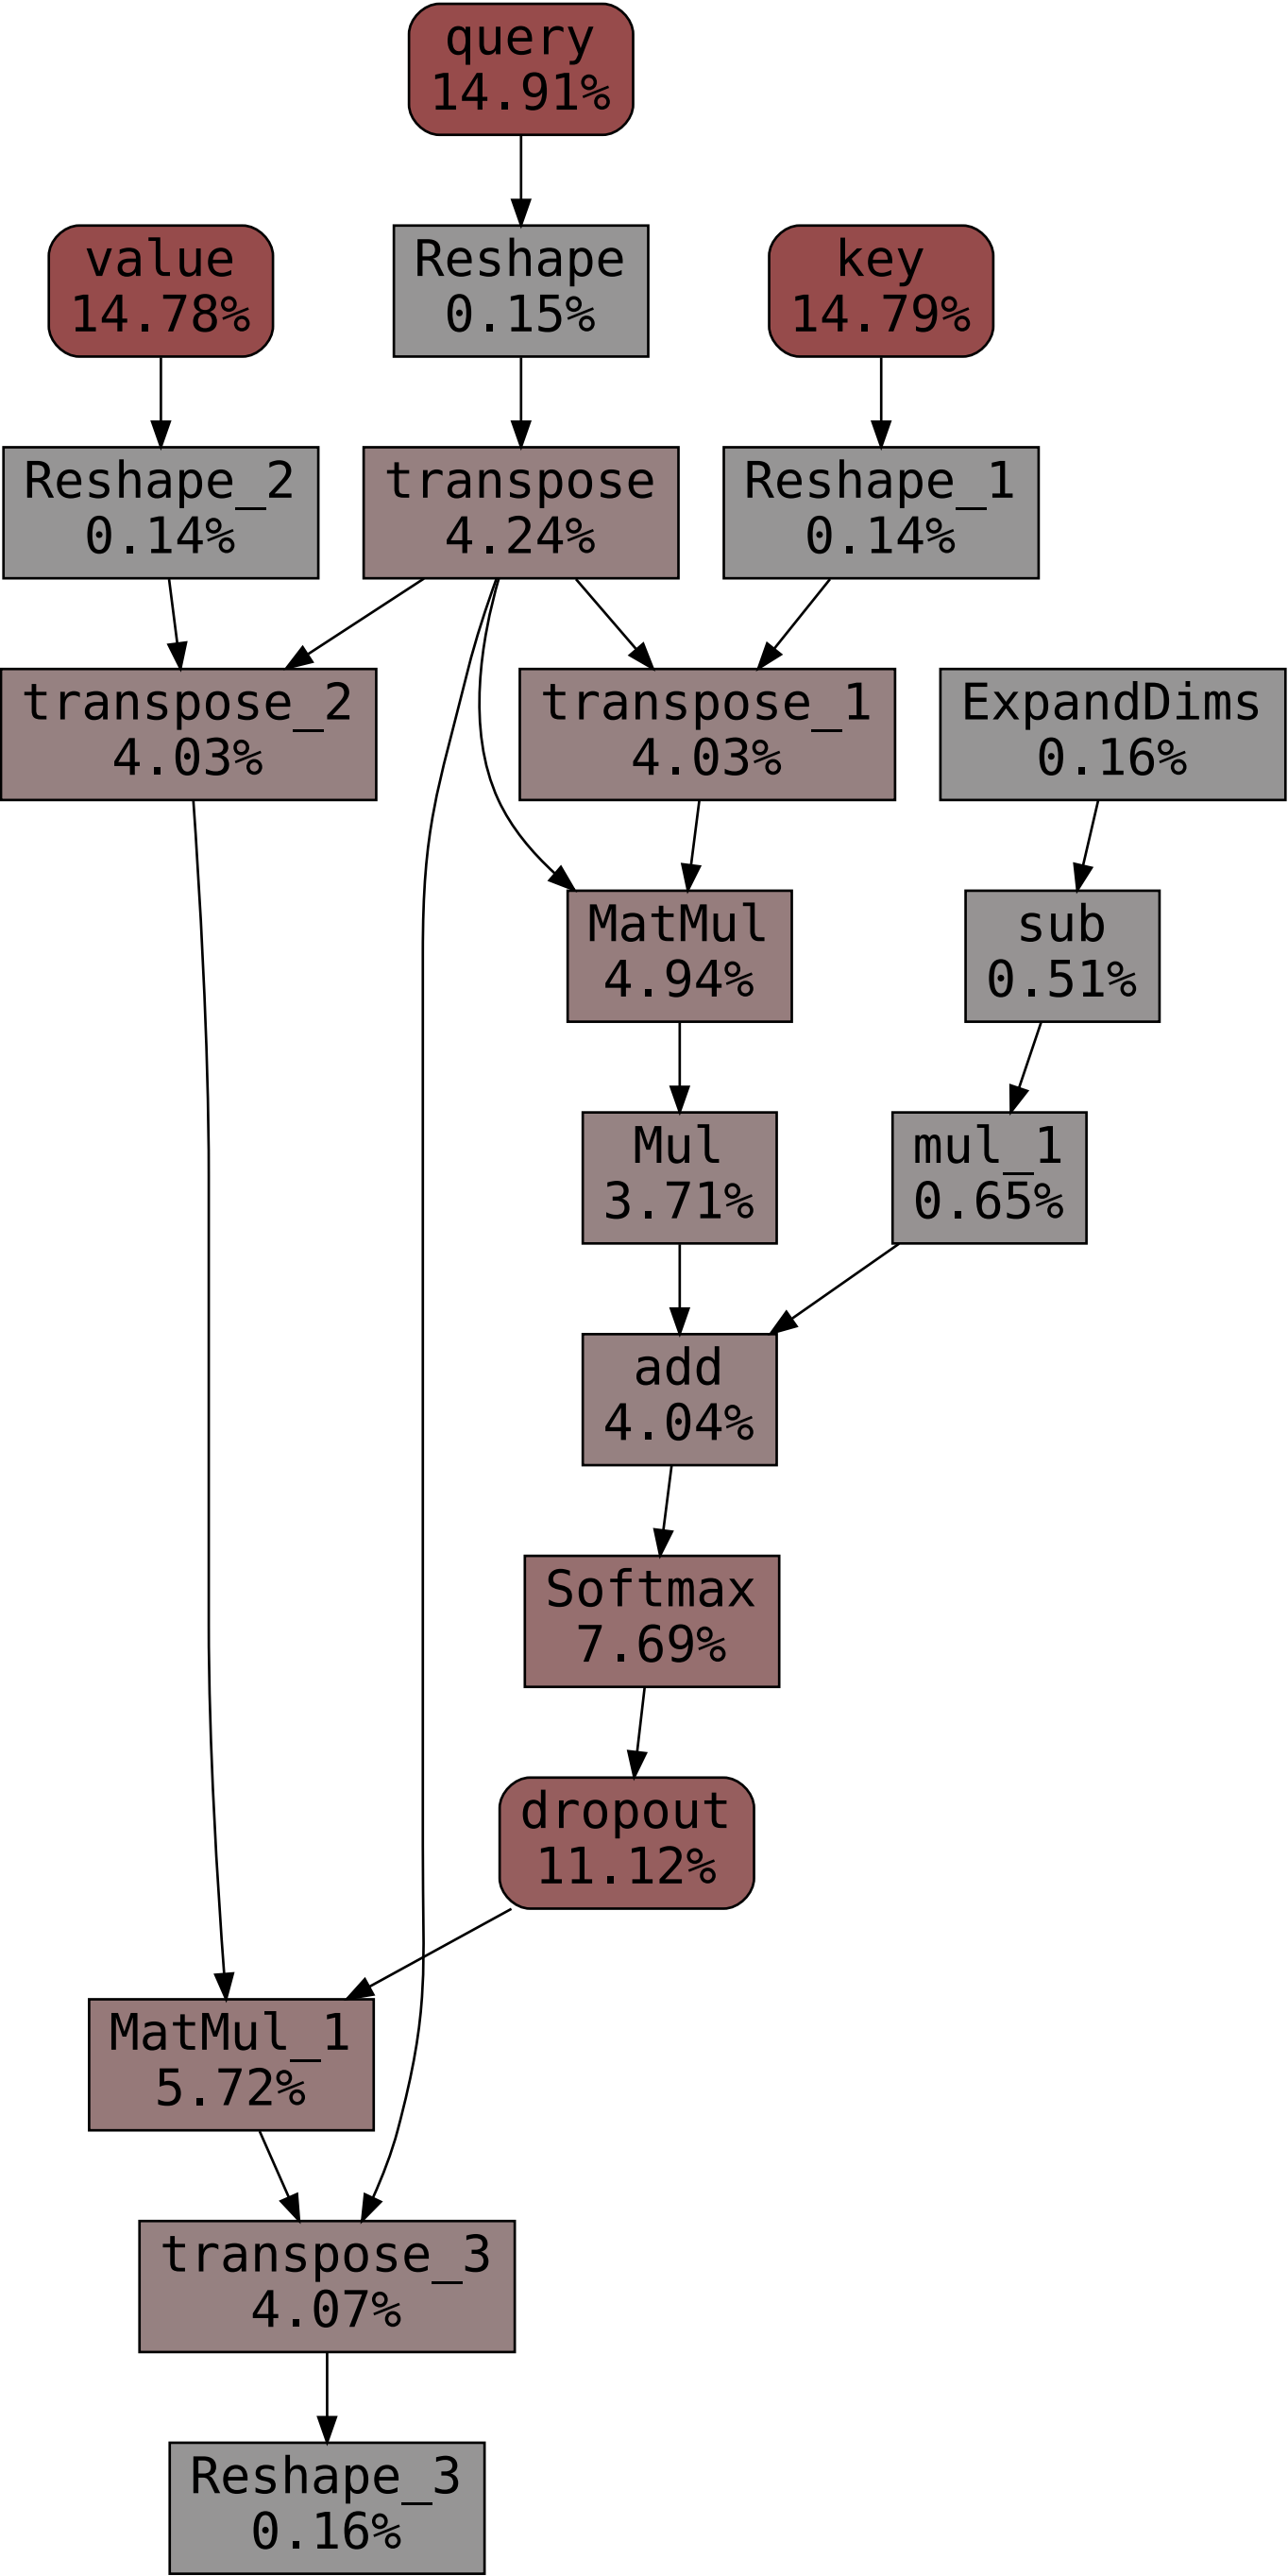 query
14.91%
value
14.78%
Reshape
0.15%
key
14.79%
Reshape_2
0.14%
transpose
4.24%
Reshape_1
0.14%
transpose_2
4.03%
transpose_1
4.03%
ExpandDims
0.16%
MatMul
4.94%
sub
0.51%
Mul
3.71%
mul_1
0.65%
add
4.04%
Softmax
7.69%
dropout
11.12%
MatMul_1
5.72%
transpose_3
4.07%
Reshape_3
0.16%